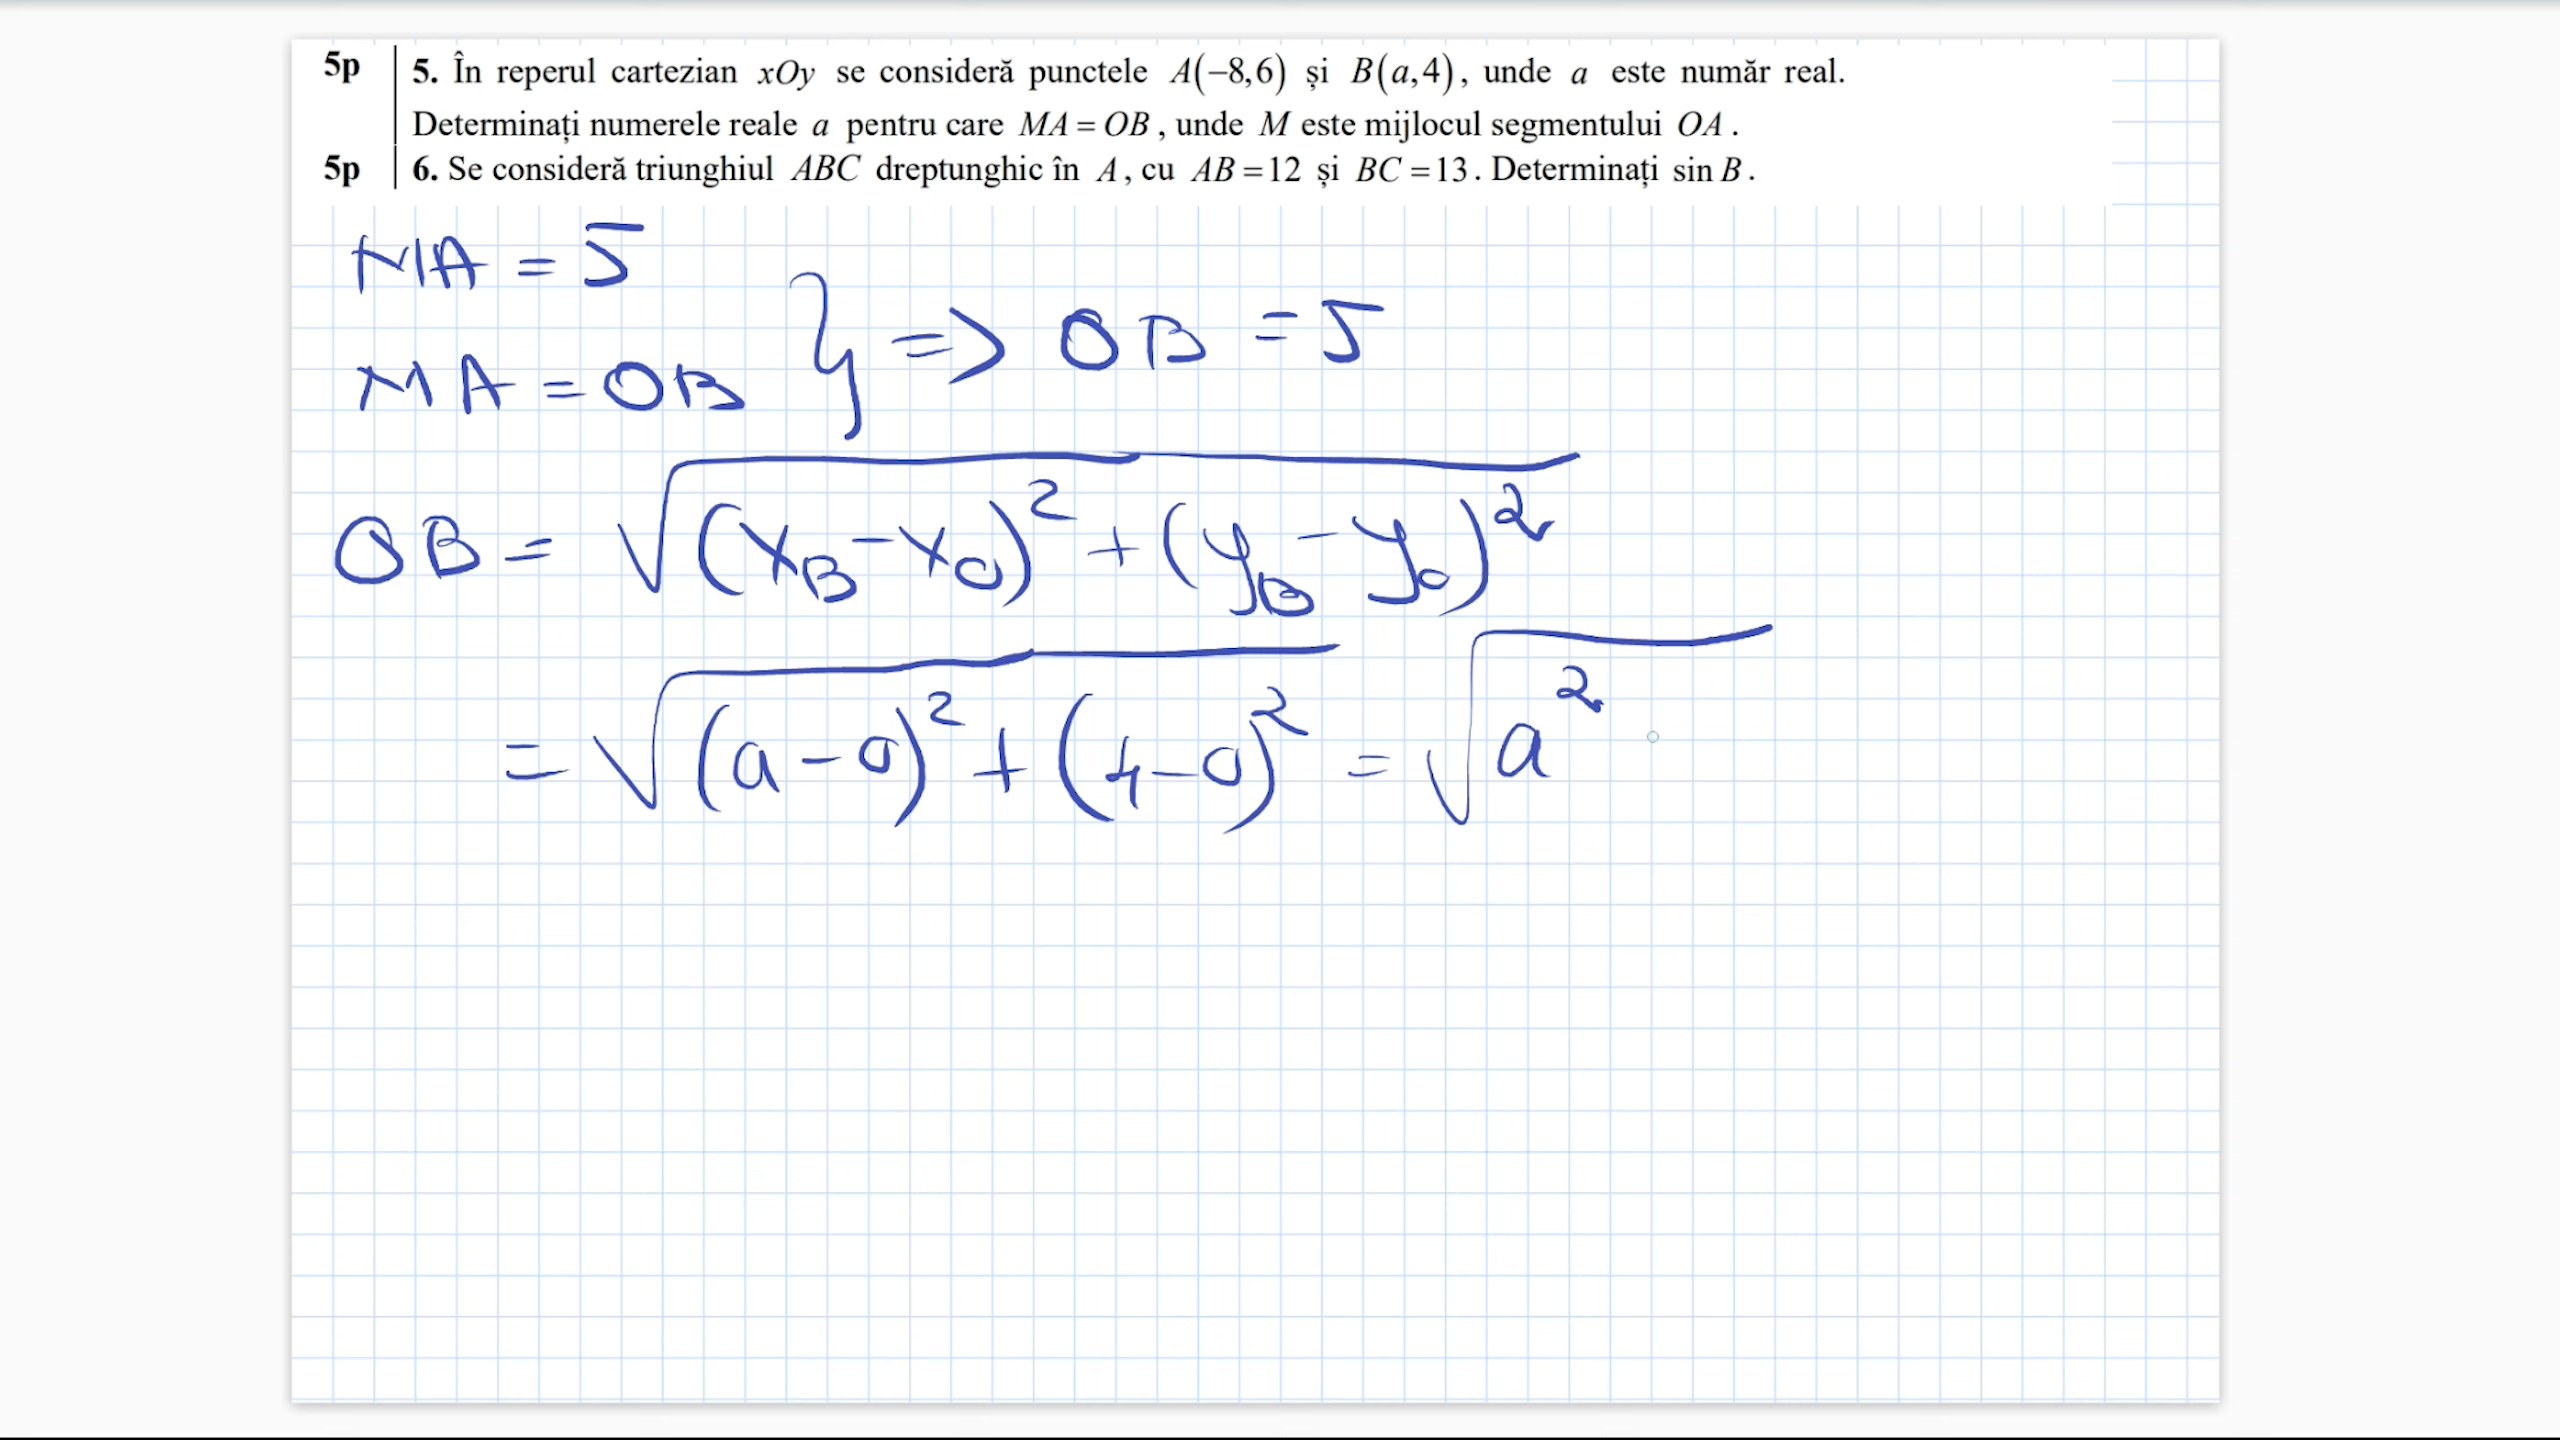 5p 5. În reperul cartezian xOy se consideră punctele A(−8,6) și B(a,4), unde a este număr real.
Determinați numerele reale a pentru care MA = OB, unde M este mijlocul segmentului OA.
5p 6. Se consideră triunghiul ABC dreptunghic în A, cu AB = 12 și BC = 13. Determinați sin B.
MA = 5
MA = OB } => OB = 5
OB = √((x_B − x_O)² + (y_B − y_O)²)
= √((a − 0)² + (4 − 0)²) = √(a²